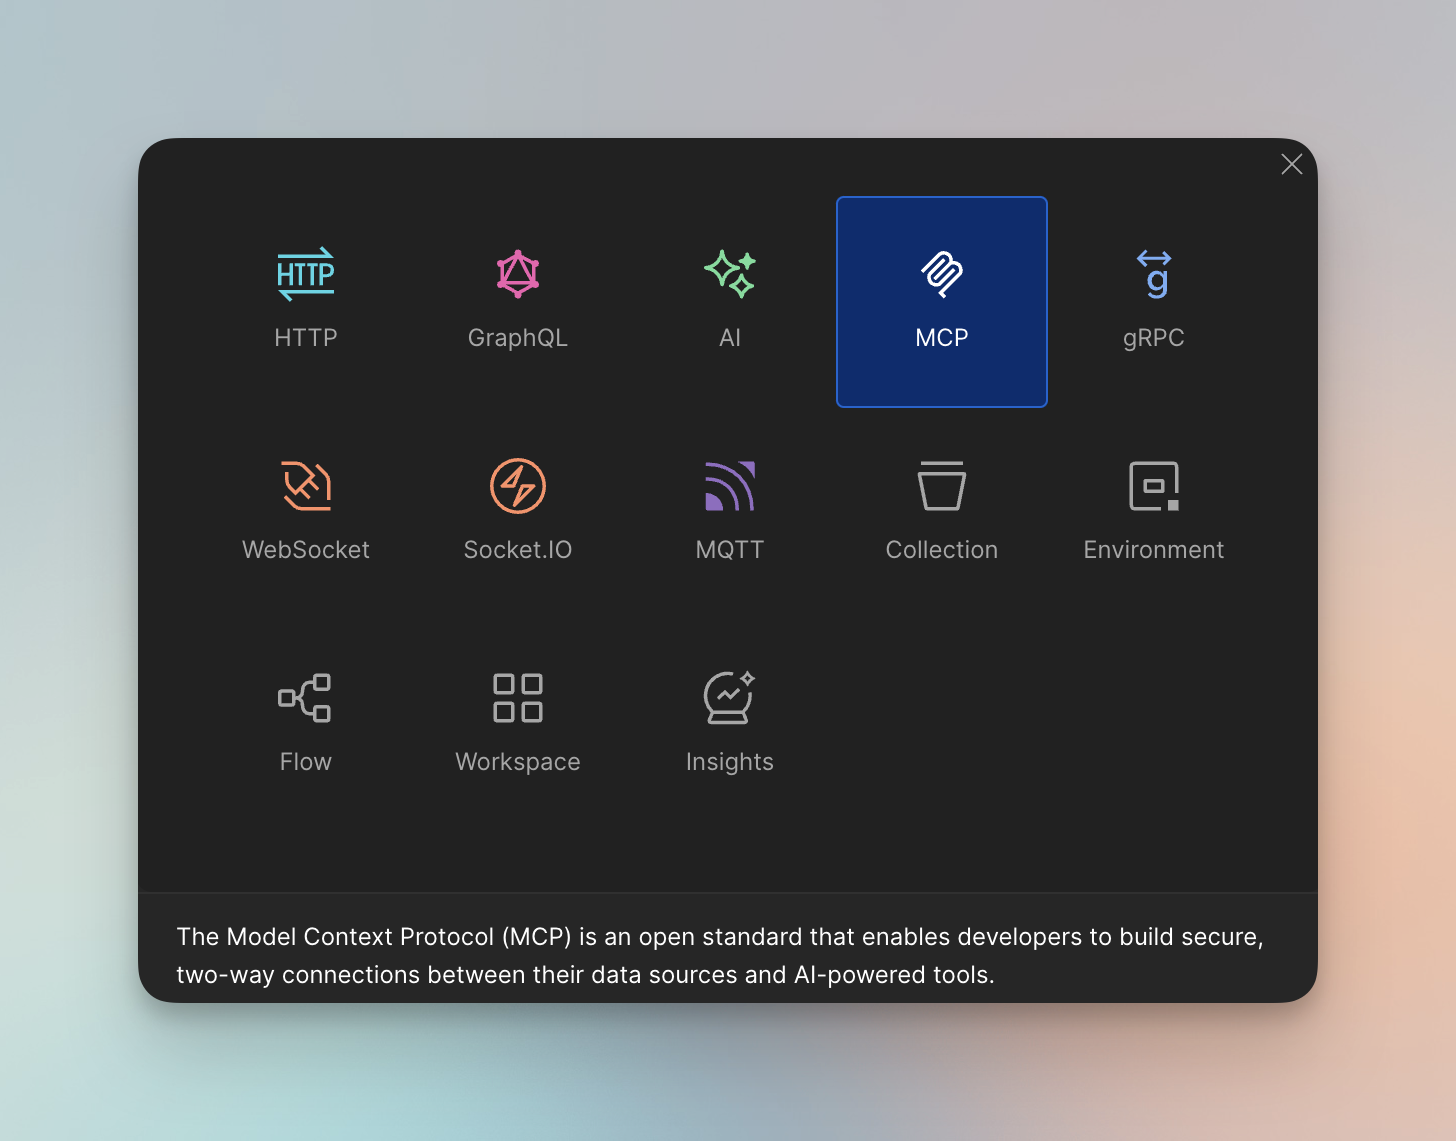 HTTP
HTTP
GraphQL
AI
MCP
g
gRPC
WebSocket
Socket.IO
MQTT
Collection
Environment
Flow
Workspace
Insights
The Model Context Protocol (MCP) is an open standard that enables developers to build secure,
two-way connections between their data sources and AI-powered tools.